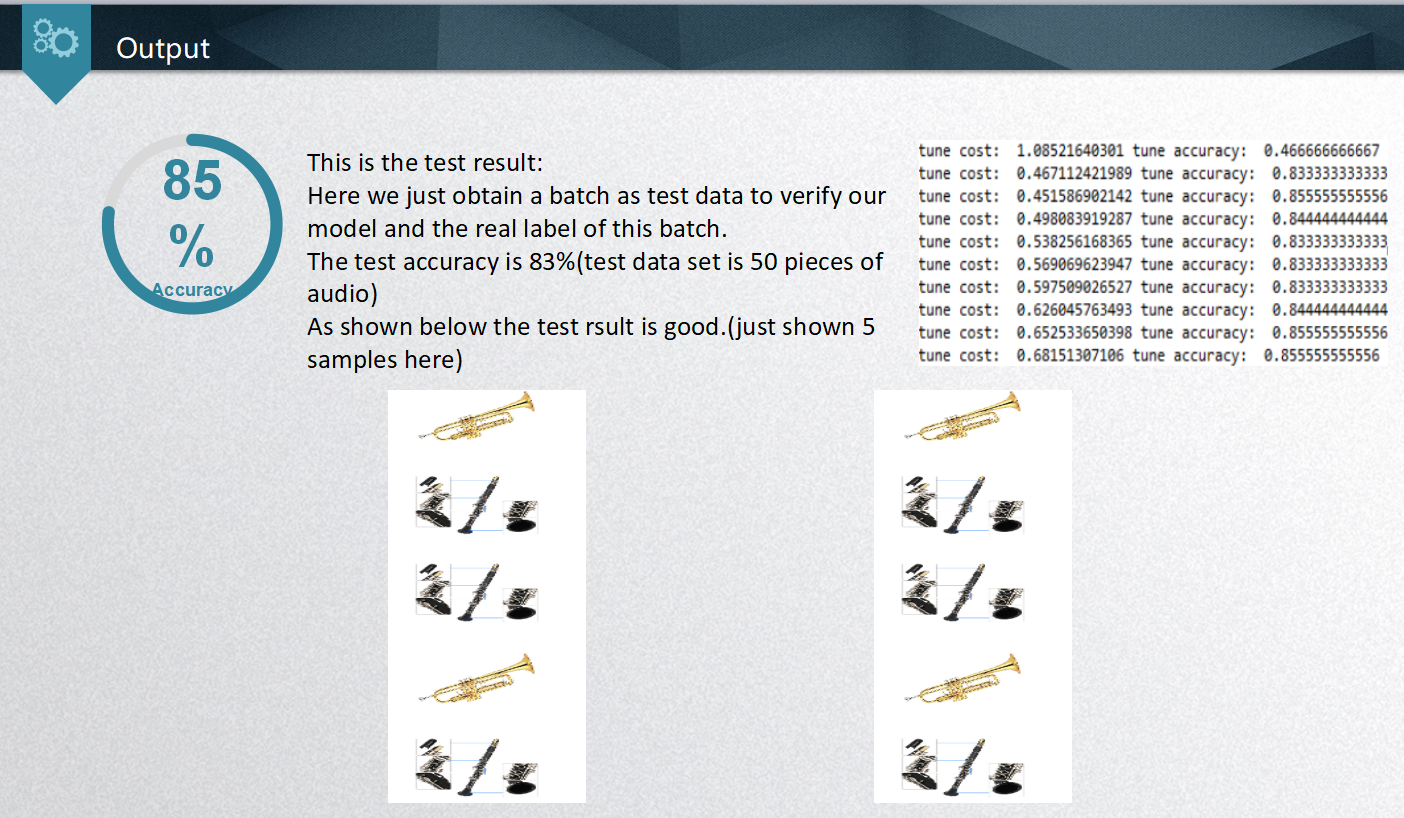 Output
85
%
Accuracy
This is the test result:
Here we just obtain a batch as test data to verify our
model and the real label of this batch.
The test accuracy is 83%(test data set is 50 pieces of
audio)
As shown below the test rsult is good.(just shown 5
samples here)
tune cost: 1.08521640301 tune accuracy: 0.466666666667
tune cost: 0.467112421989 tune accuracy: 0.833333333333
tune cost: 0.451586902142 tune accuracy: 0.855555555556
tune cost: 0.498083919287 tune accuracy: 0.844444444444
tune cost: 0.538256168365 tune accuracy: 0.833333333333
tune cost: 0.569069623947 tune accuracy: 0.833333333333
tune cost: 0.597509026527 tune accuracy: 0.833333333333
tune cost: 0.626045763493 tune accuracy: 0.844444444444
tune cost: 0.652533650398 tune accuracy: 0.855555555556
tune cost: 0.68151307106 tune accuracy: 0.855555555556